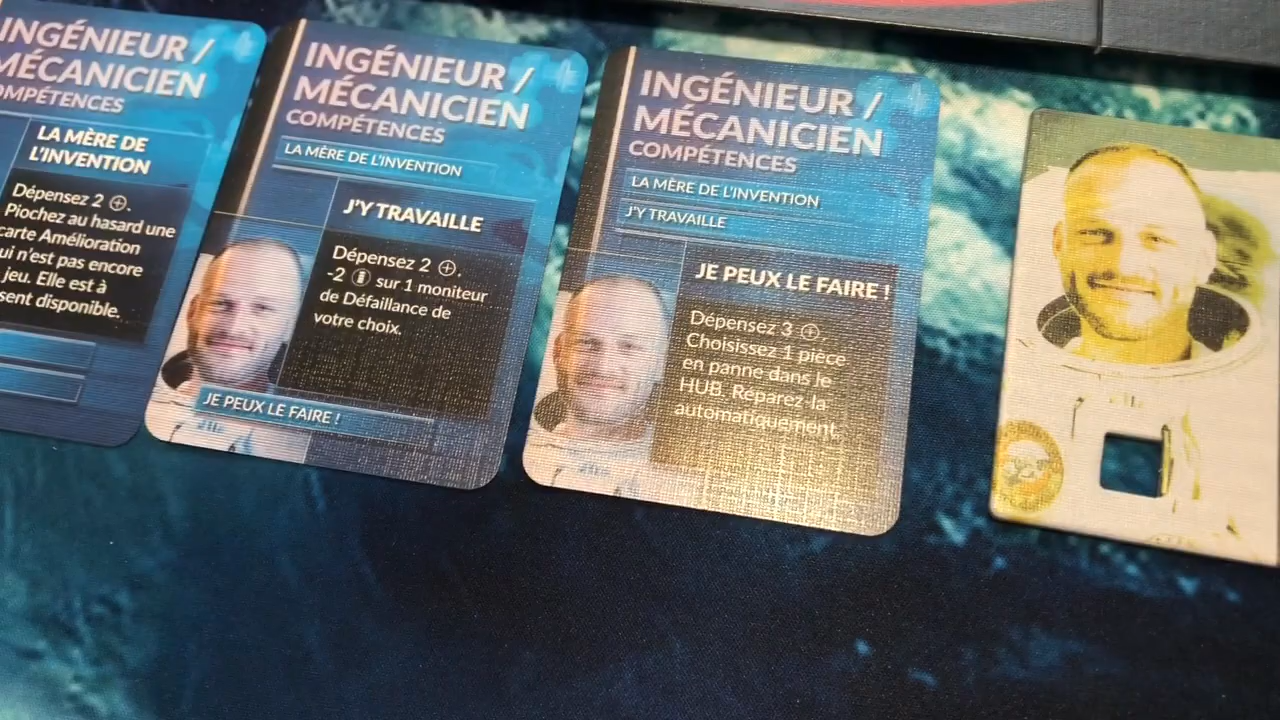 INGÉNIEUR /
MÉCANICIEN
COMPÉTENCES
LA MÈRE DE
L'INVENTION
Dépensez 2
Piochez au hasard une
carte Amélioration
qui n'est pas encore
jeu. Elle est à
disponible.
INGÉNIEUR /
MÉCANICIEN
COMPÉTENCES
LA MÈRE DE L'INVENTION
J'Y TRAVAILLE
Dépensez 2 ⊕.
-2 sur 1 moniteur
de Défaillance de
votre choix.
JE PEUX LE FAIRE !
INGÉNIEUR /
MÉCANICIEN
COMPÉTENCES
LA MÈRE DE L'INVENTION
J'Y TRAVAILLE
JE PEUX LE FAIRE !
Dépensez 3 ⊕.
Choisissez 1 pièce
en panne dans le
HUB. Réparez-la
automatiquement.